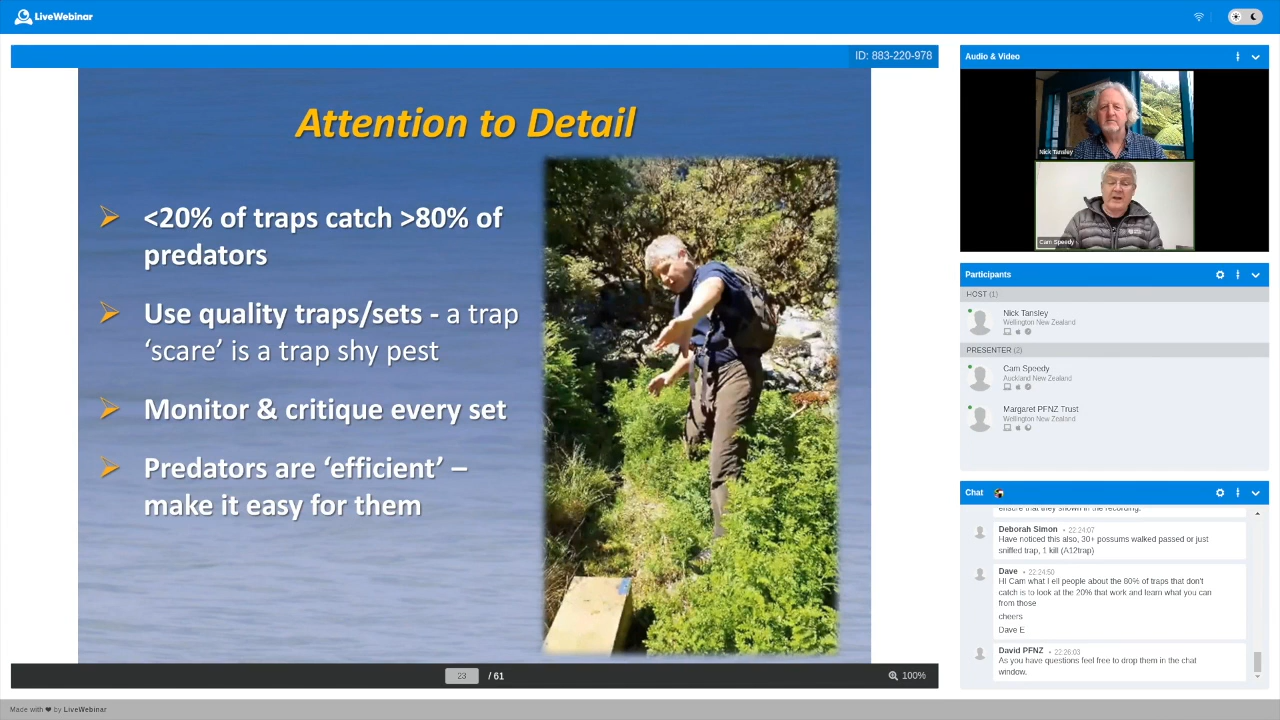 LiveWebinar
ID: 883-220-978
Attention to Detail
<20% of traps catch >80% of
predators
Use quality traps/sets - a trap
‘scare’ is a trap shy pest
Monitor & critique every set
Predators are ‘efficient’ –
make it easy for them
23 / 61
100%
Audio & Video
Nick Tansley
Cam Speedy
Participants
HOST (1)
Nick Tansley
Wellington New Zealand
PRESENTER (2)
Cam Speedy
Auckland New Zealand
Margaret PFNZ Trust
Wellington New Zealand
Chat
ensure that they shown in the recording.
Deborah Simon • 22:24:07
Have noticed this also, 30+ possums walked passed or just
sniffed trap, 1 kill (A12trap)
Dave • 22:24:50
HI Cam what I ell people about the 80% of traps that don't
catch is to look at the 20% that work and learn what you can
from those
cheers
Dave E
David PFNZ • 22:26:03
As you have questions feel free to drop them in the chat
window.
Made with ❤ by LiveWebinar